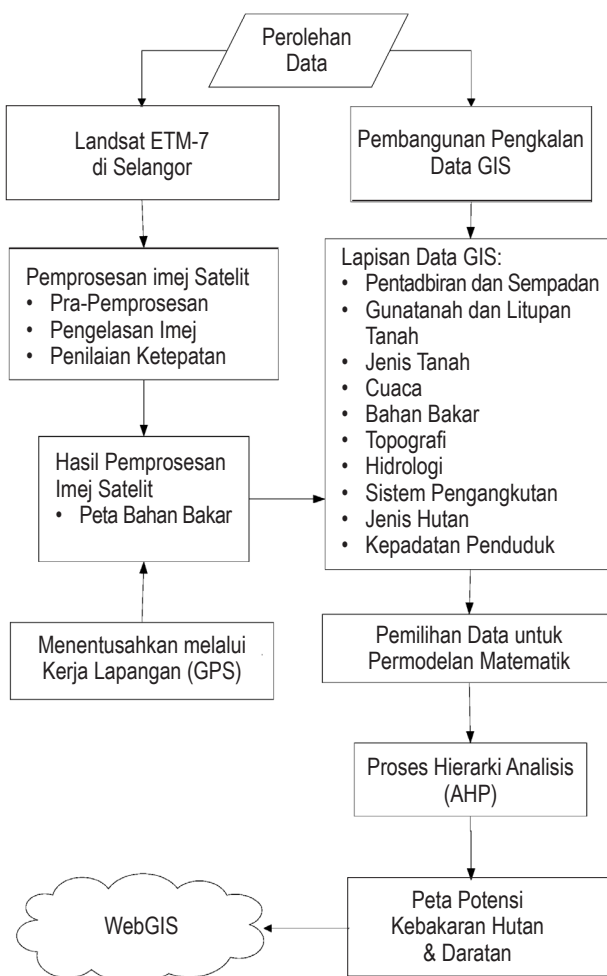 Perolehan
Data
Landsat ETM-7
di Selangor
Pembangunan Pengkalan
Data GIS
Pemprosesan imej Satelit
• Pra-Pemprosesan
• Pengelasan Imej
• Penilaian Ketepatan
Lapisan Data GIS:
• Pentadbiran dan Sempadan
• Gunatanah dan Litupan
Tanah
• Jenis Tanah
• Cuaca
• Bahan Bakar
• Topografi
• Hidrologi
• Sistem Pengangkutan
• Jenis Hutan
• Kepadatan Penduduk
Hasil Pemprosesan
Imej Satelit
• Peta Bahan Bakar
Menentusahkan melalui
Kerja Lapangan (GPS)
Pemilihan Data untuk
Permodelan Matematik
Proses Hierarki Analisis
(AHP)
Peta Potensi
Kebakaran Hutan
& Daratan
WebGIS